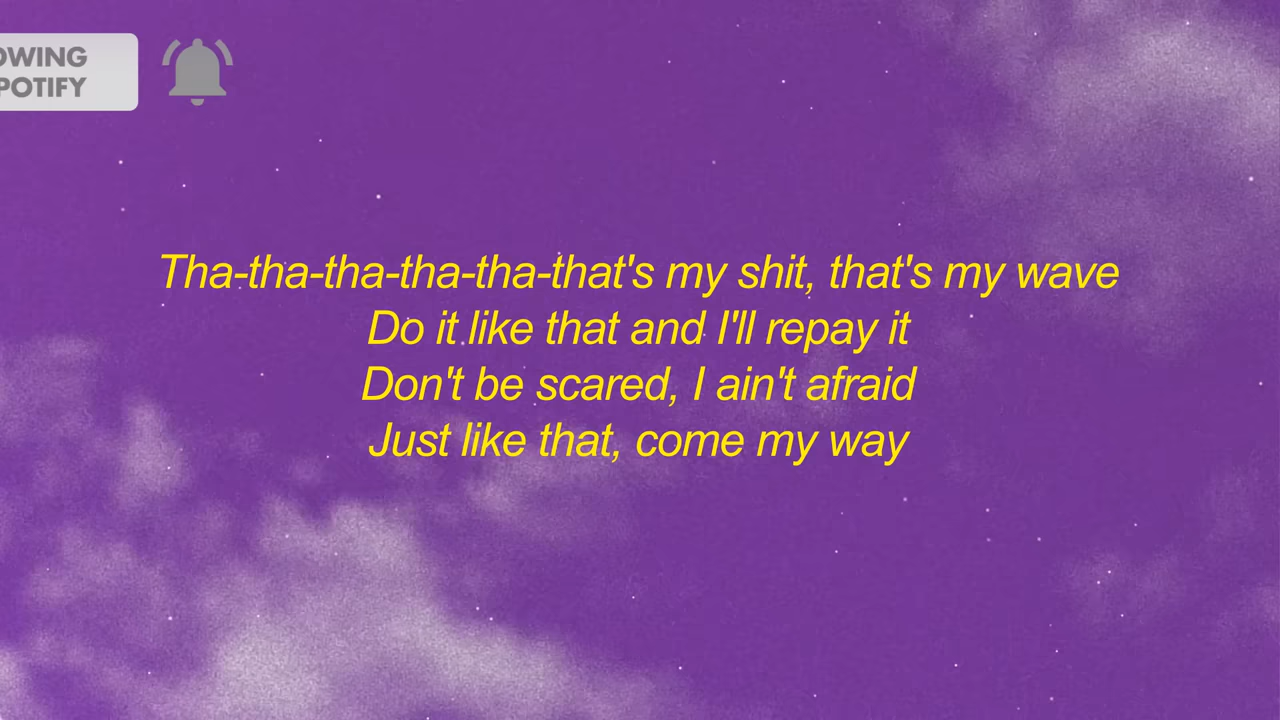 OWING
POTIFY
Tha-tha-tha-tha-tha-that's my shit, that's my wave
Do it like that and I'll repay it
Don't be scared, I ain't afraid
Just like that, come my way